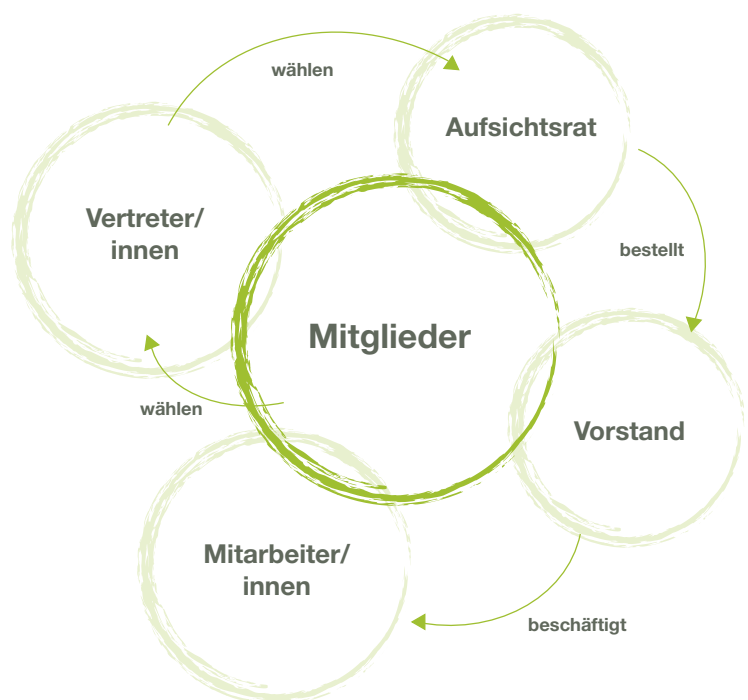 wählen
Aufsichtsrat
Vertreter/
innen
bestellt
Mitglieder
wählen
Vorstand
Mitarbeiter/
innen
beschäftigt